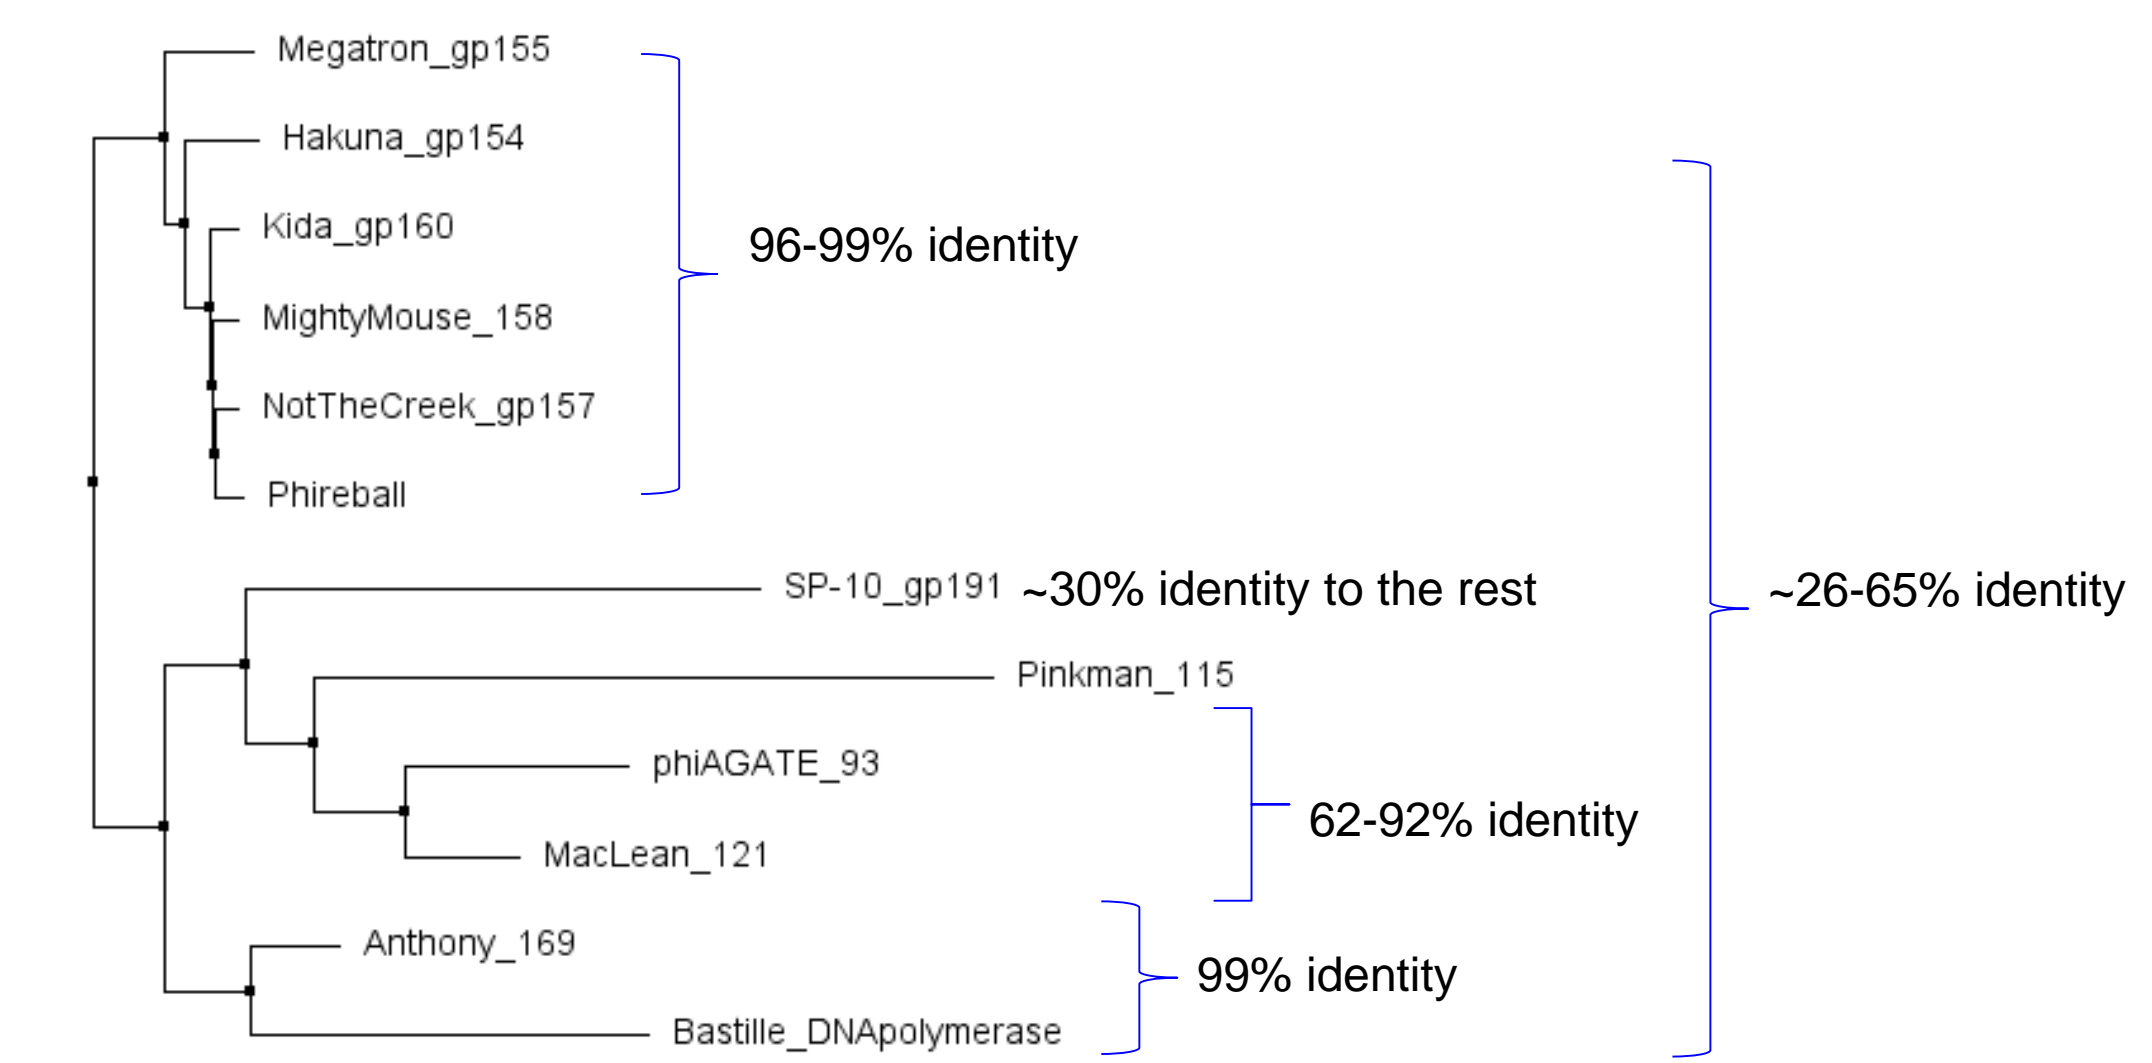 Megatron_gp155
Hakuna_gp154
Kida_gp160
96-99% identity
MightyMouse_158
NotTheCreek_gp157
Phireball
SP-10_gp191 ~30% identity to the rest
~26-65% identity
Pinkman_115
phiAGATE_93
62-92% identity
MacLean_121
Anthony_169
99% identity
Bastille_DNApolymerase